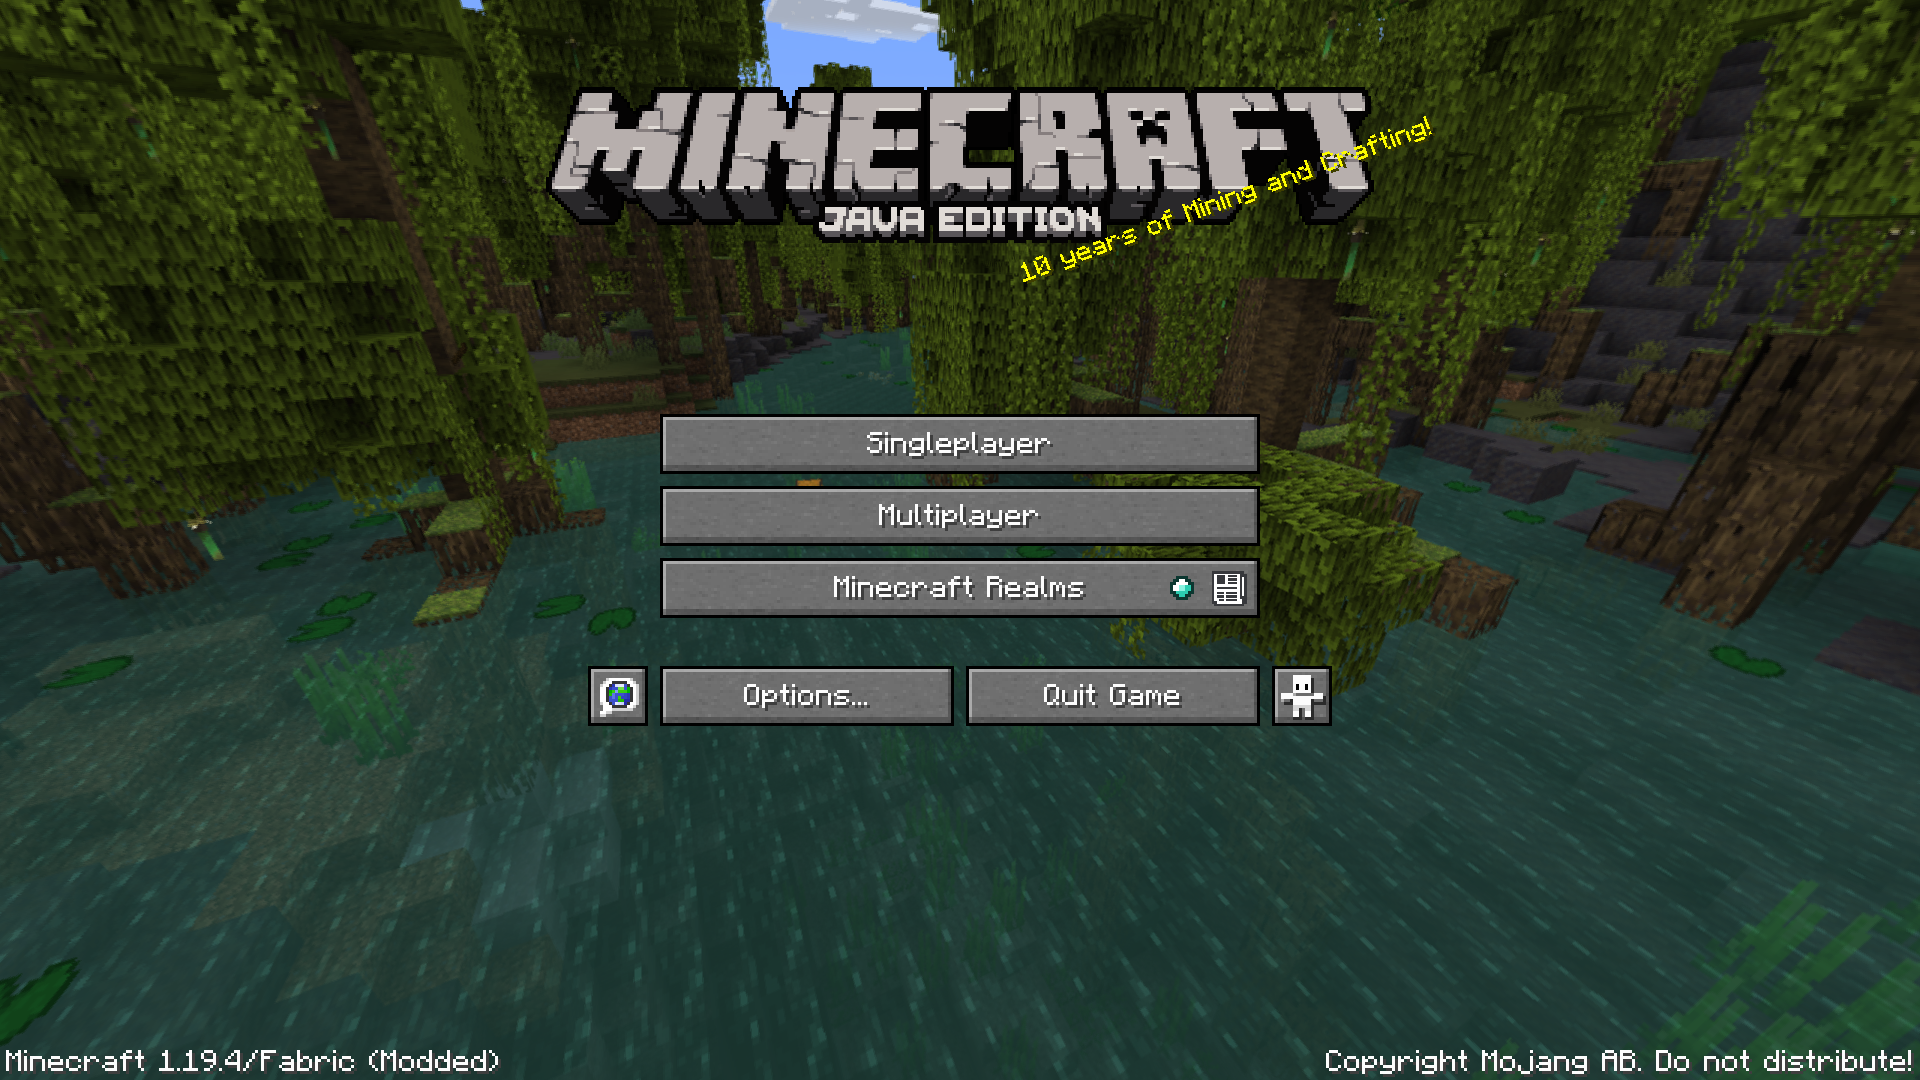 MINECRAFT
JAVA EDITION
10 years of Mining and Crafting!
Singleplayer
Multiplayer
Minecraft Realms
Options...
Quit Game
Minecraft 1.19.4/Fabric (Modded)
Copyright Mojang AB. Do not distribute!